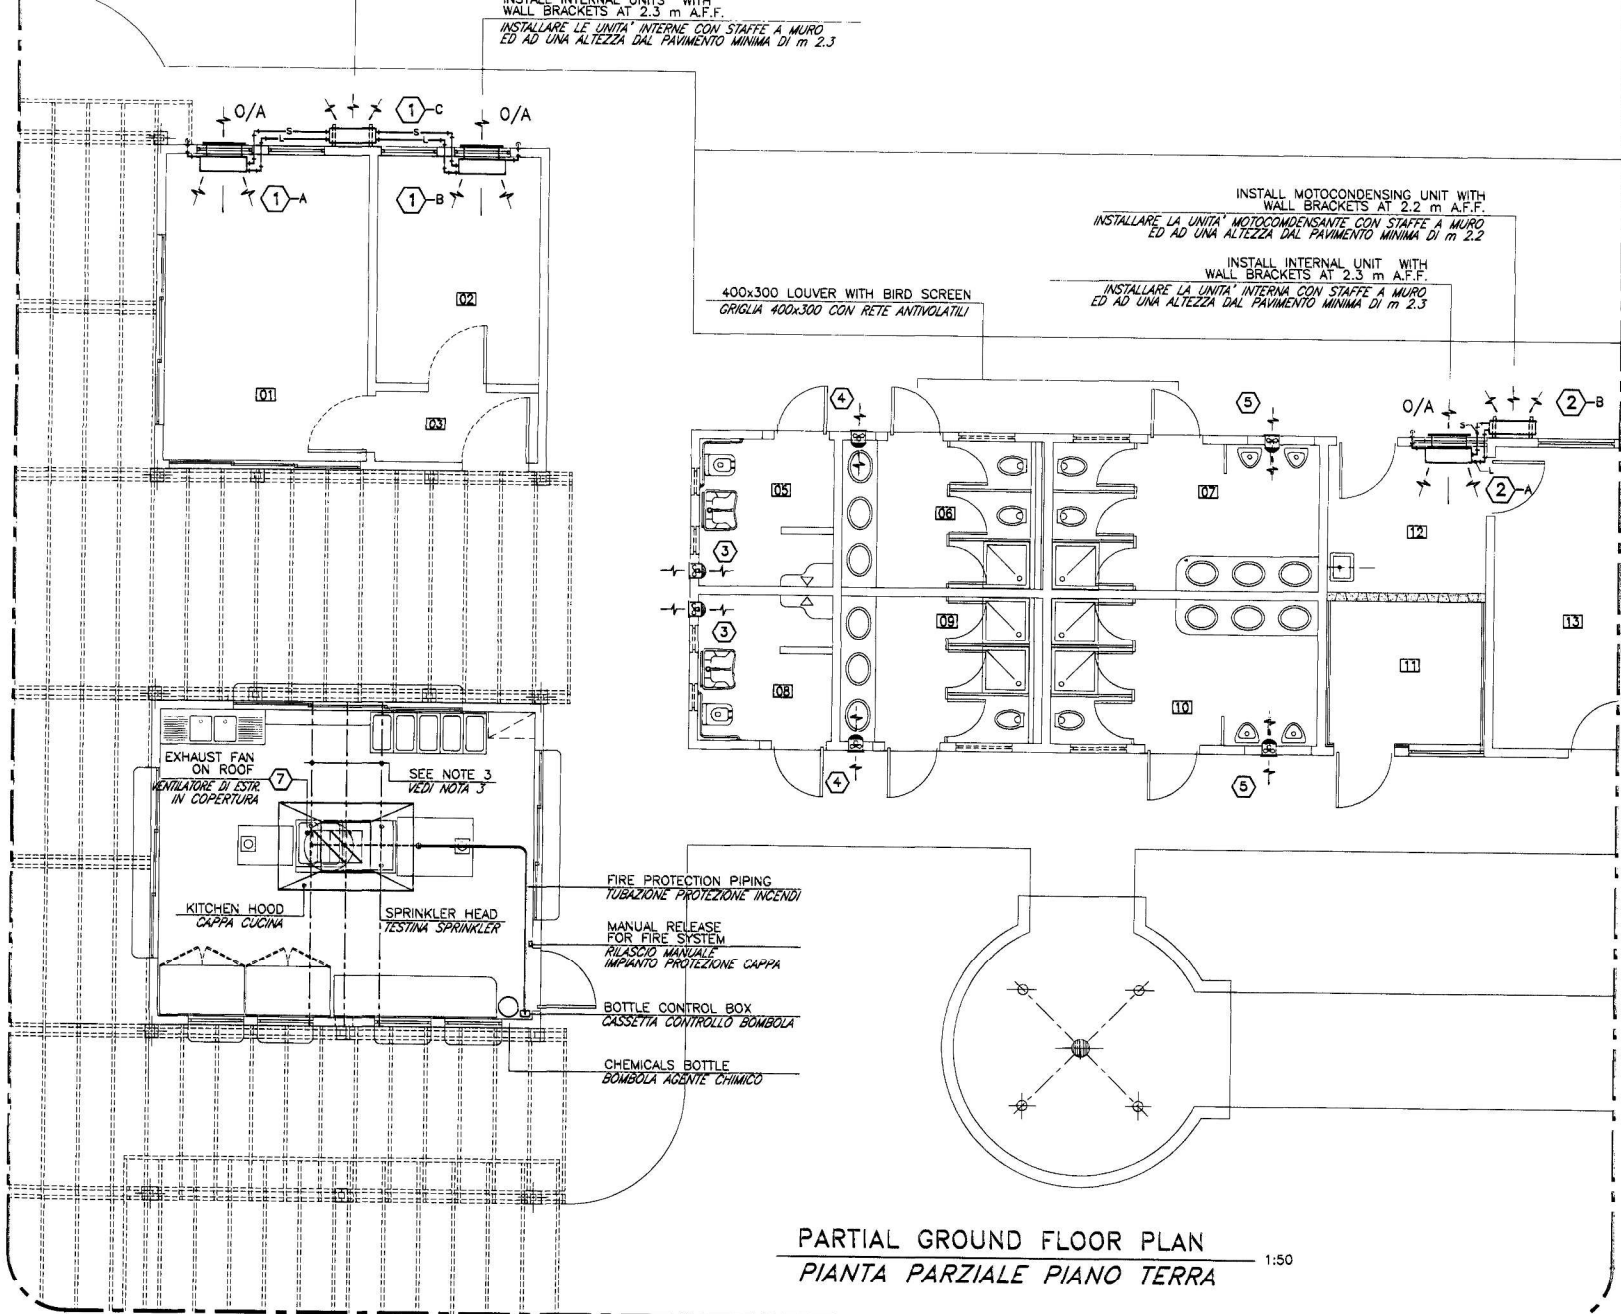 INSTALL INTERNAL UNITS WITH
WALL BRACKETS AT 2.3 m A.F.F.
INSTALLARE LE UNITA' INTERNE CON STAFFE A MURO
ED AD UNA ALTEZZA DAL PAVIMENTO MINIMA DI m 2.3
O/A
1-C
O/A
S
L
S
L
1-A
1-B
INSTALL MOTOCONDENSING UNIT WITH
WALL BRACKETS AT 2.2 m A.F.F.
INSTALLARE LA UNITA' MOTOCOMDENSANTE CON STAFFE A MURO
ED AD UNA ALTEZZA DAL PAVIMENTO MINIMA DI m 2.2
INSTALL INTERNAL UNIT WITH
WALL BRACKETS AT 2.3 m A.F.F.
INSTALLARE LA UNITA' INTERNA CON STAFFE A MURO
ED AD UNA ALTEZZA DAL PAVIMENTO MINIMA DI m 2.3
400x300 LOUVER WITH BIRD SCREEN
GRIGLIA 400x300 CON RETE ANTIVOLATILI
02
01
03
4
5
O/A
2-B
S
L
2-A
05
06
07
12
3
3
09
13
11
08
10
4
5
EXHAUST FAN
ON ROOF
VENTILATORE DI ESTR.
IN COPERTURA
7
SEE NOTE 3
VEDI NOTA 3
KITCHEN HOOD
CAPPA CUCINA
SPRINKLER HEAD
TESTINA SPRINKLER
FIRE PROTECTION PIPING
TUBAZIONE PROTEZIONE INCENDI
MANUAL RELEASE
FOR FIRE SYSTEM
RILASCIO MANUALE
IMPIANTO PROTEZIONE CAPPA
BOTTLE CONTROL BOX
CASSETTA CONTROLLO BOMBOLA
CHEMICALS BOTTLE
BOMBOLA AGENTE CHIMICO
PARTIAL GROUND FLOOR PLAN
PIANTA PARZIALE PIANO TERRA
1:50